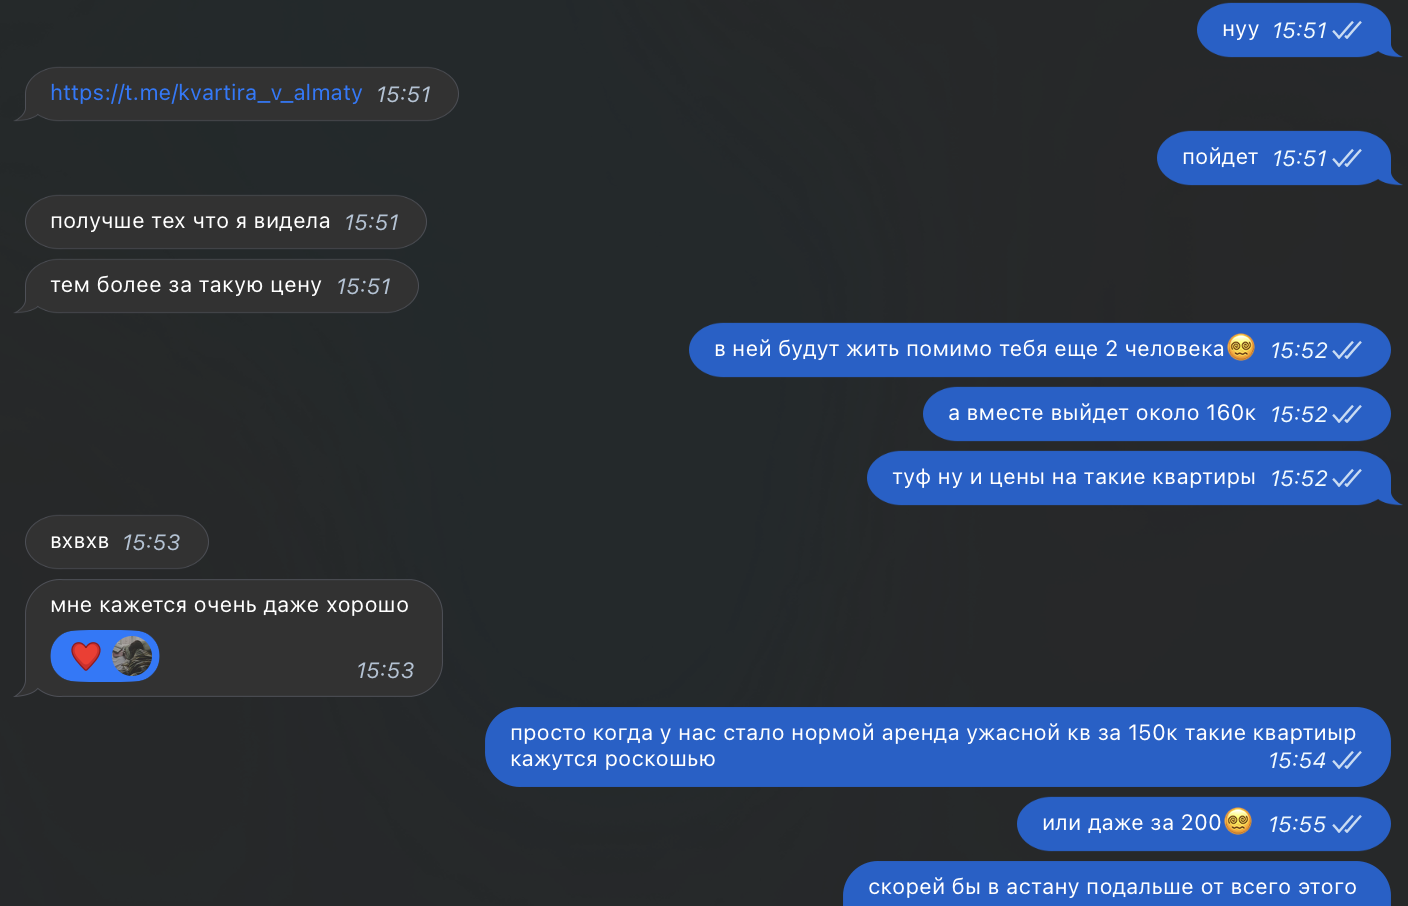 нуу 15:51
https://t.me/kvartira_v_almaty 15:51
пойдет 15:51
получше тех что я видела 15:51
тем более за такую цену 15:51
в ней будут жить помимо тебя еще 2 человека😵‍💫 15:52
а вместе выйдет около 160к 15:52
туф ну и цены на такие квартиры 15:52
вхвхв 15:53
мне кажется очень даже хорошо
❤️ 15:53
просто когда у нас стало нормой аренда ужасной кв за 150к такие квартиыр
кажутся роскошью 15:54
или даже за 200😵‍💫 15:55
скорей бы в астану подальше от всего этого